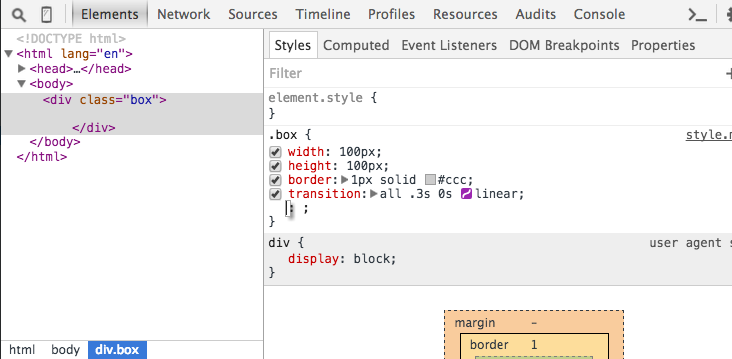 Elements Network Sources Timeline Profiles Resources Audits Console
<!DOCTYPE html>
<html lang="en">
<head>…</head>
<body>
<div class="box">
</div>
</body>
</html>
html body div.box
Styles Computed Event Listeners DOM Breakpoints Properties
Filter
element.style {
}
.box { style.m
width: 100px;
height: 100px;
border: 1px solid #ccc;
transition: all .3s 0s linear;
: ;
}
div { user agent s
display: block;
}
margin -
border 1